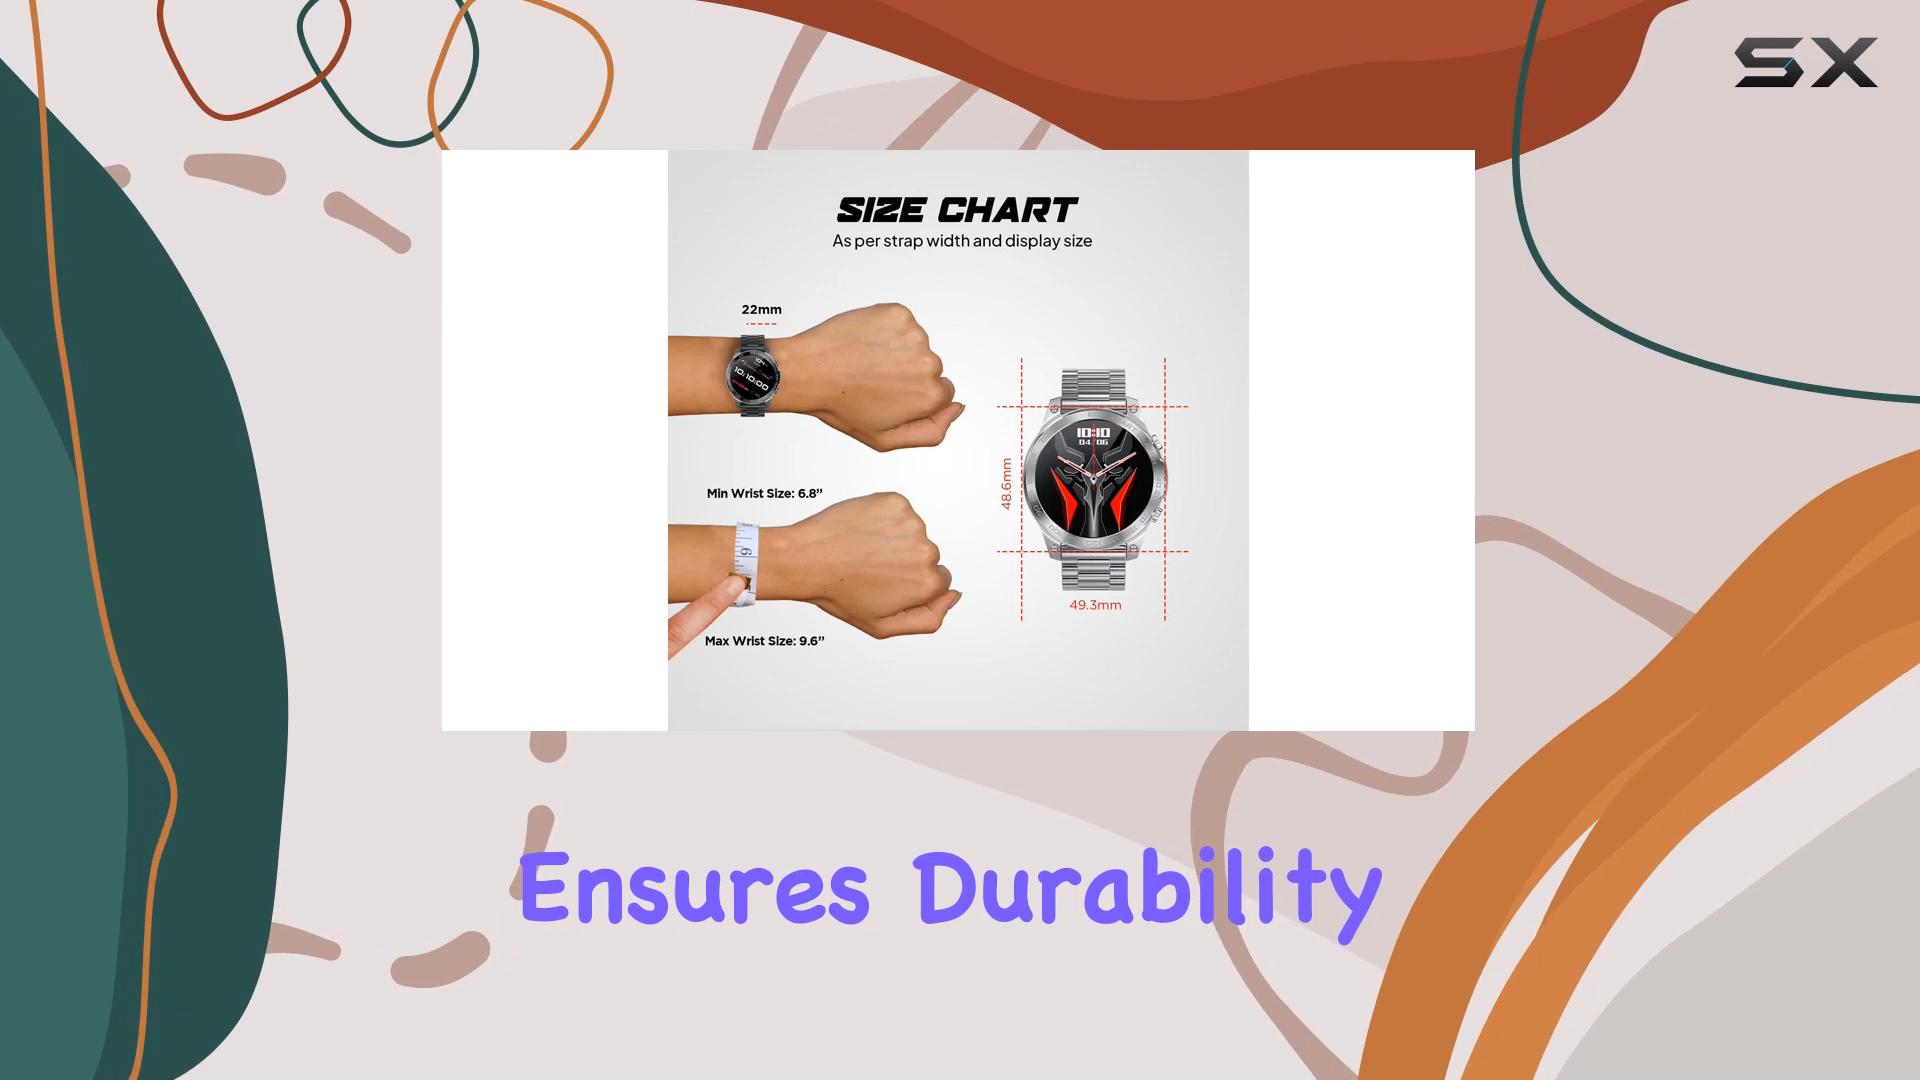 SX
SIZE CHART
As per strap width and display size
22mm
10:10:00
Min Wrist Size: 6.8”
6
Max Wrist Size: 9.6”
10:10
04/06
48.6mm
49.3mm
Ensures Durability